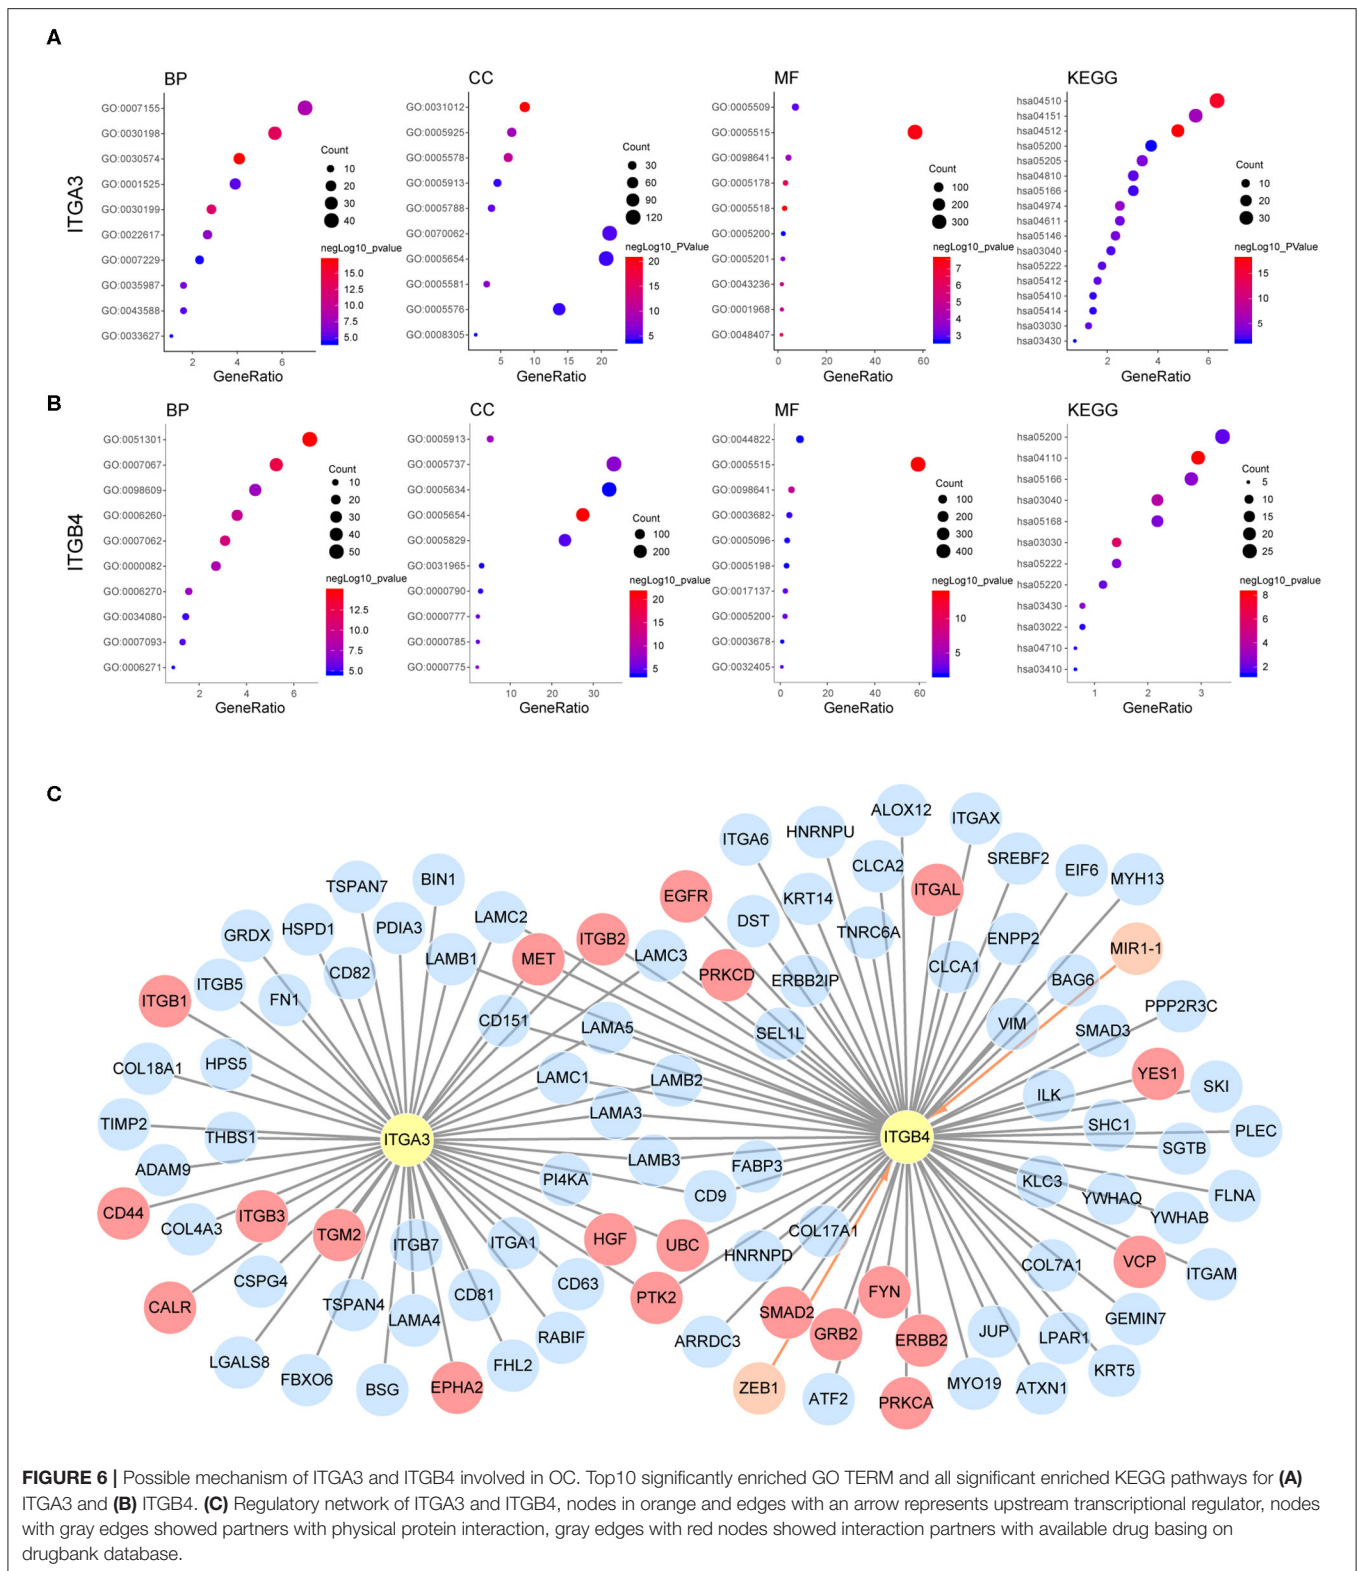 A
BP
GO:0007155
GO:0030198
GO:0030574
GO:0001525
GO:0030199
GO:0022617
GO:0007229
GO:0035987
GO:0043588
GO:0033627
2 4 6
GeneRatio
Count
10
20
30
40
negLog10_pvalue
15.0
12.5
10.0
7.5
5.0
ITGA3
CC
GO:0031012
GO:0005925
GO:0005578
GO:0005913
GO:0005788
GO:0070062
GO:0005654
GO:0005581
GO:0005576
GO:0008305
5 10 15 20
GeneRatio
Count
30
60
90
120
negLog10_PValue
20
15
10
5
MF
GO:0005509
GO:0005515
GO:0098641
GO:0005178
GO:0005518
GO:0005200
GO:0005201
GO:0043236
GO:0001968
GO:0048407
0 20 40 60
GeneRatio
Count
100
200
300
negLog10_pvalue
7
6
5
4
3
KEGG
hsa04510
hsa04151
hsa04512
hsa05200
hsa05205
hsa04810
hsa05166
hsa04974
hsa04611
hsa05146
hsa03040
hsa05222
hsa05412
hsa05410
hsa05414
hsa03030
hsa03430
2 4 6
GeneRatio
Count
10
20
30
negLog10_PValue
15
10
5
B
BP
GO:0051301
GO:0007067
GO:0098609
GO:0006260
GO:0007062
GO:0000082
GO:0006270
GO:0034080
GO:0007093
GO:0006271
2 4 6
GeneRatio
Count
10
20
30
40
50
negLog10_pvalue
12.5
10.0
7.5
5.0
ITGB4
CC
GO:0005913
GO:0005737
GO:0005634
GO:0005654
GO:0005829
GO:0031965
GO:0000790
GO:0000777
GO:0000785
GO:0000775
10 20 30
GeneRatio
Count
100
200
negLog10_pvalue
20
15
10
5
MF
GO:0044822
GO:0005515
GO:0098641
GO:0003682
GO:0005096
GO:0005198
GO:0017137
GO:0005200
GO:0003678
GO:0032405
0 20 40 60
GeneRatio
Count
100
200
300
400
negLog10_pvalue
10
5
KEGG
hsa05200
hsa04110
hsa05166
hsa03040
hsa05168
hsa03030
hsa05222
hsa05220
hsa03430
hsa03022
hsa04710
hsa03410
1 2 3
GeneRatio
Count
5
10
15
20
25
negLog10_pvalue
8
6
4
2
C
ALOX12
ITGAX
HNRNPU
ITGA6
SREBF2
CLCA2
EIF6
MYH13
BIN1
TSPAN7
ITGAL
EGFR
KRT14
LAMC2
DST
PDIA3
HSPD1
GRDX
TNRC6A
ENPP2
ITGB2
MIR1-1
LAMC3
MET
LAMB1
CLCA1
CD82
PRKCD
ERBB2IP
BAG6
ITGB5
ITGB1
FN1
PPP2R3C
CD151
LAMA5
VIM
SMAD3
SEL1L
HPS5
COL18A1
LAMC1
LAMB2
YES1
SKI
ILK
LAMA3
TIMP2
THBS1
ITGA3
ITGB4
SHC1
PLEC
SGTB
LAMB3
FABP3
ADAM9
PI4KA
CD9
KLC3
YWHAQ
FLNA
CD44
ITGB3
YWHAB
COL4A3
TGM2
COL17A1
HGF
UBC
ITGA1
ITGB7
HNRNPD
VCP
COL7A1
ITGAM
CSPG4
CD63
FYN
CD81
PTK2
CALR
TSPAN4
SMAD2
LAMA4
GEMIN7
GRB2
JUP
LPAR1
RABIF
ARRDC3
ERBB2
LGALS8
FHL2
KRT5
FBXO6
BSG
EPHA2
ZEB1
MYO19
ATXN1
ATF2
PRKCA
FIGURE 6 | Possible mechanism of ITGA3 and ITGB4 involved in OC. Top10 significantly enriched GO TERM and all significant enriched KEGG pathways for (A)
ITGA3 and (B) ITGB4. (C) Regulatory network of ITGA3 and ITGB4, nodes in orange and edges with an arrow represents upstream transcriptional regulator, nodes
with gray edges showed partners with physical protein interaction, gray edges with red nodes showed interaction partners with available drug basing on
drugbank database.